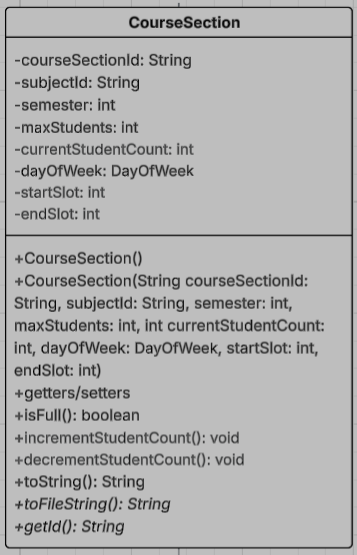 CourseSection
-courseSectionId: String
-subjectId: String
-semester: int
-maxStudents: int
-currentStudentCount: int
-dayOfWeek: DayOfWeek
-startSlot: int
-endSlot: int
+CourseSection()
+CourseSection(String courseSectionId:
String, subjectId: String, semester: int,
maxStudents: int, int currentStudentCount:
int, dayOfWeek: DayOfWeek, startSlot: int,
endSlot: int)
+getters/setters
+isFull(): boolean
+incrementStudentCount(): void
+decrementStudentCount(): void
+toString(): String
+toFileString(): String
+getId(): String